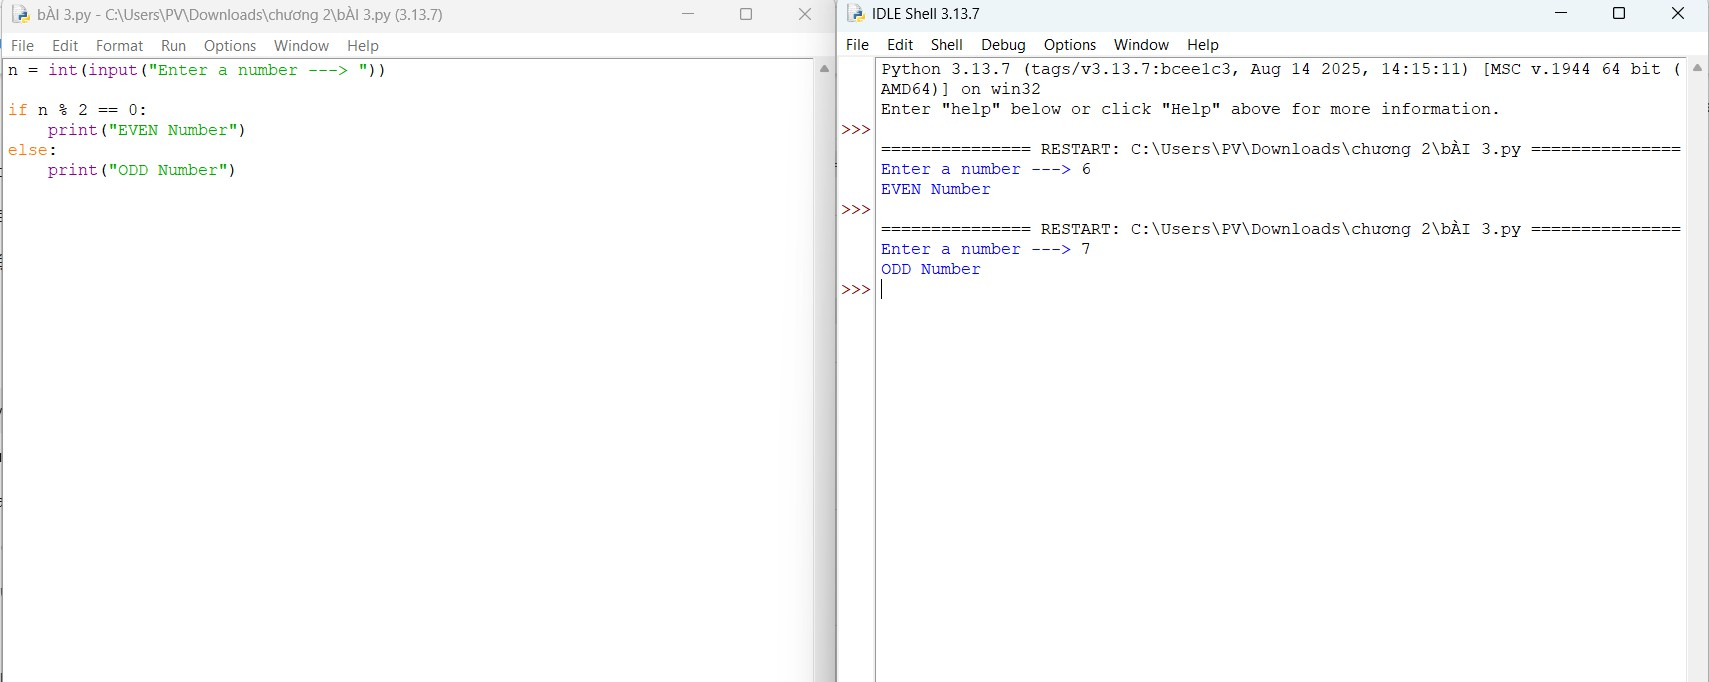 bÀI 3.py - C:\Users\PV\Downloads\chương 2\bÀI 3.py (3.13.7)
File Edit Format Run Options Window Help
n = int(input("Enter a number ---> "))
if n % 2 == 0:
    print("EVEN Number")
else:
    print("ODD Number")
IDLE Shell 3.13.7
File Edit Shell Debug Options Window Help
Python 3.13.7 (tags/v3.13.7:bcee1c3, Aug 14 2025, 14:15:11) [MSC v.1944 64 bit (
AMD64)] on win32
Enter "help" below or click "Help" above for more information.
>>>
=============== RESTART: C:\Users\PV\Downloads\chương 2\bÀI 3.py ===============
Enter a number ---> 6
EVEN Number
>>>
=============== RESTART: C:\Users\PV\Downloads\chương 2\bÀI 3.py ===============
Enter a number ---> 7
ODD Number
>>>